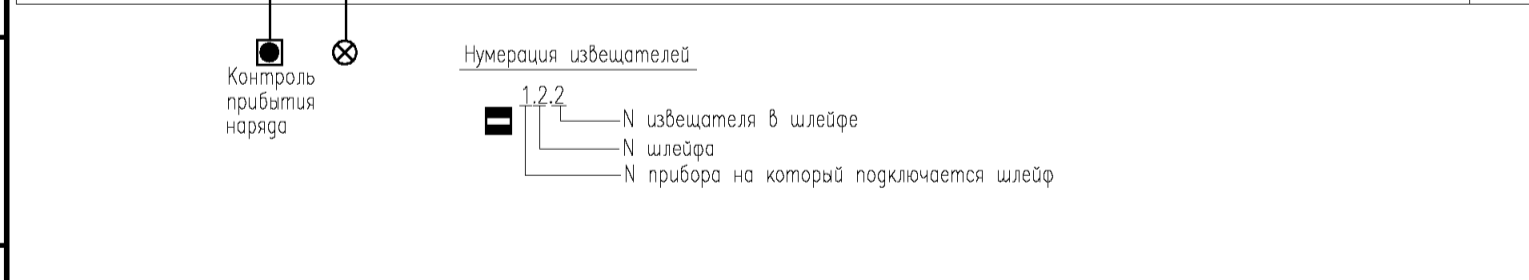 Контроль
прибытия
наряда
Нумерация извещателей
1.2.2
N извещателя в шлейфе
N шлейфа
N прибора на который подключается шлейф